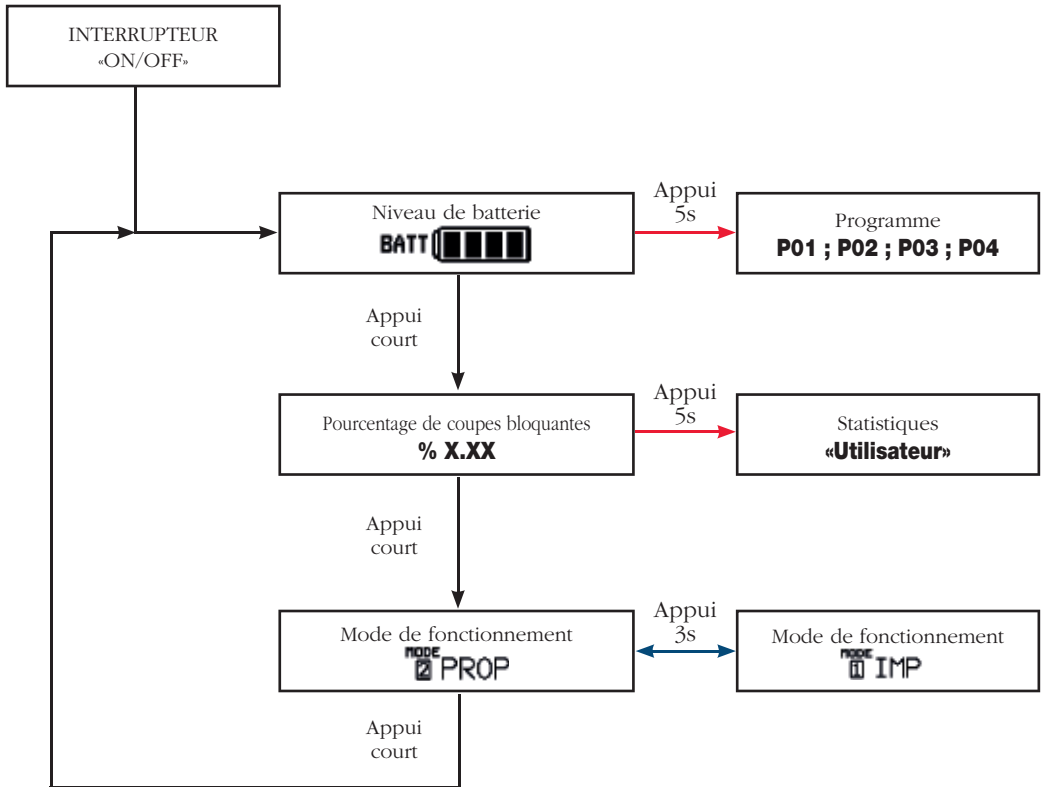 INTERRUPTEUR
«ON/OFF»
Niveau de batterie
BATT
Appui
5s
Programme
P01 ; P02 ; P03 ; P04
Appui
court
Pourcentage de coupes bloquantes
% X.XX
Appui
5s
Statistiques
«Utilisateur»
Appui
court
Mode de fonctionnement
MODE
2 PROP
Appui
3s
Mode de fonctionnement
MODE
1 IMP
Appui
court